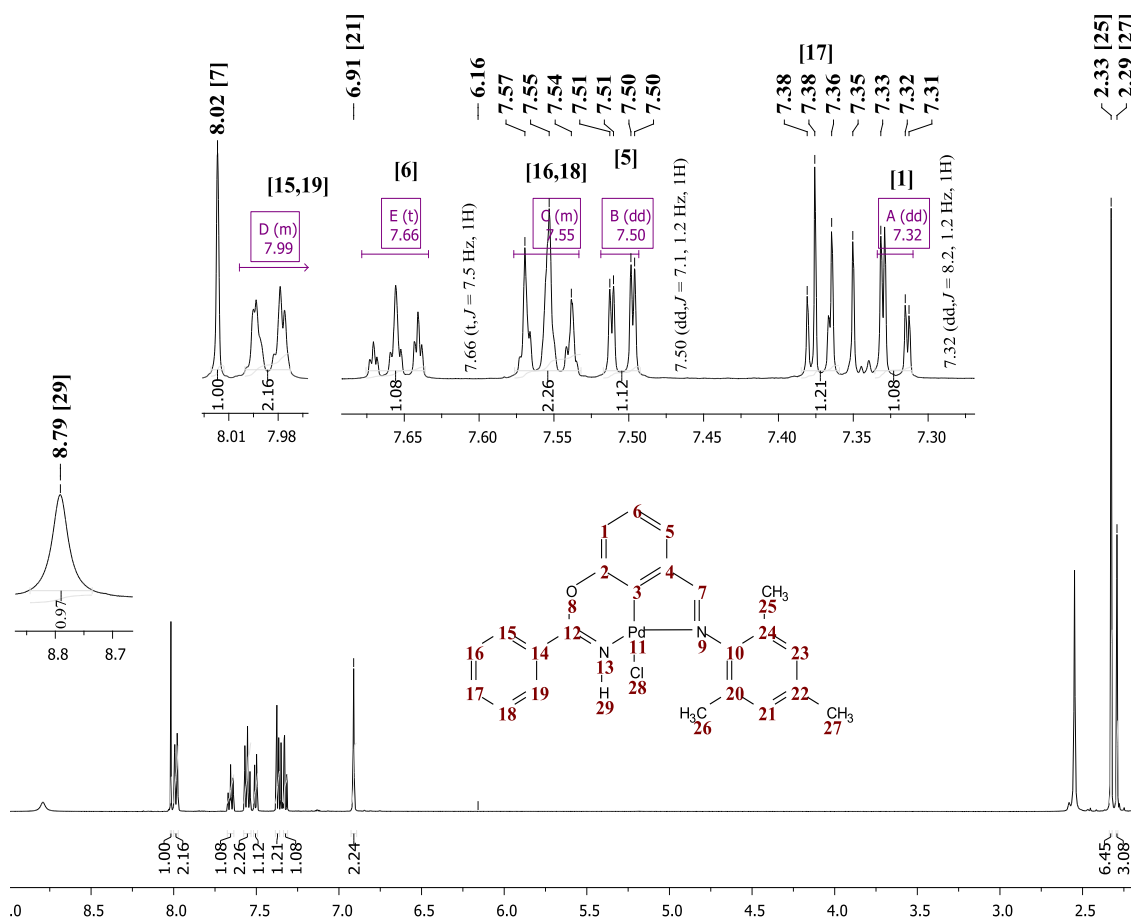 8.02 [7]
6.91 [21]
6.16
7.57
7.55
7.54
7.51
7.51
7.50
7.50
[17]
7.38
7.38
7.36
7.35
7.33
7.32
7.31
2.33 [25]
2.29 [27]
[15,19]
[6]
[16,18]
[5]
[1]
D (m)
7.99
E (t)
7.66
7.66 (t, J = 7.5 Hz, 1H)
C (m)
7.55
B (dd)
7.50
7.50 (dd, J = 7.1, 1.2 Hz, 1H)
A (dd)
7.32
7.32 (dd, J = 8.2, 1.2 Hz, 1H)
1.00 2.16 1.08 2.26 1.12 1.21 1.08
8.01 7.98 7.65 7.60 7.55 7.50 7.45 7.40 7.35 7.30
8.79 [29]
0.97
8.8 8.7
6
1 5
2 4
3 7
O
8
CH3
25
15 12 Pd N 24
16 14 N 11 9 10 23
13 Cl
17 19 H 28 20 22
18 29 H3C 21 CH3
26 27
1.00 2.16 1.08 2.26 1.12 1.21 1.08 2.24 6.45 3.08
.0 8.5 8.0 7.5 7.0 6.5 6.0 5.5 5.0 4.5 4.0 3.5 3.0 2.5